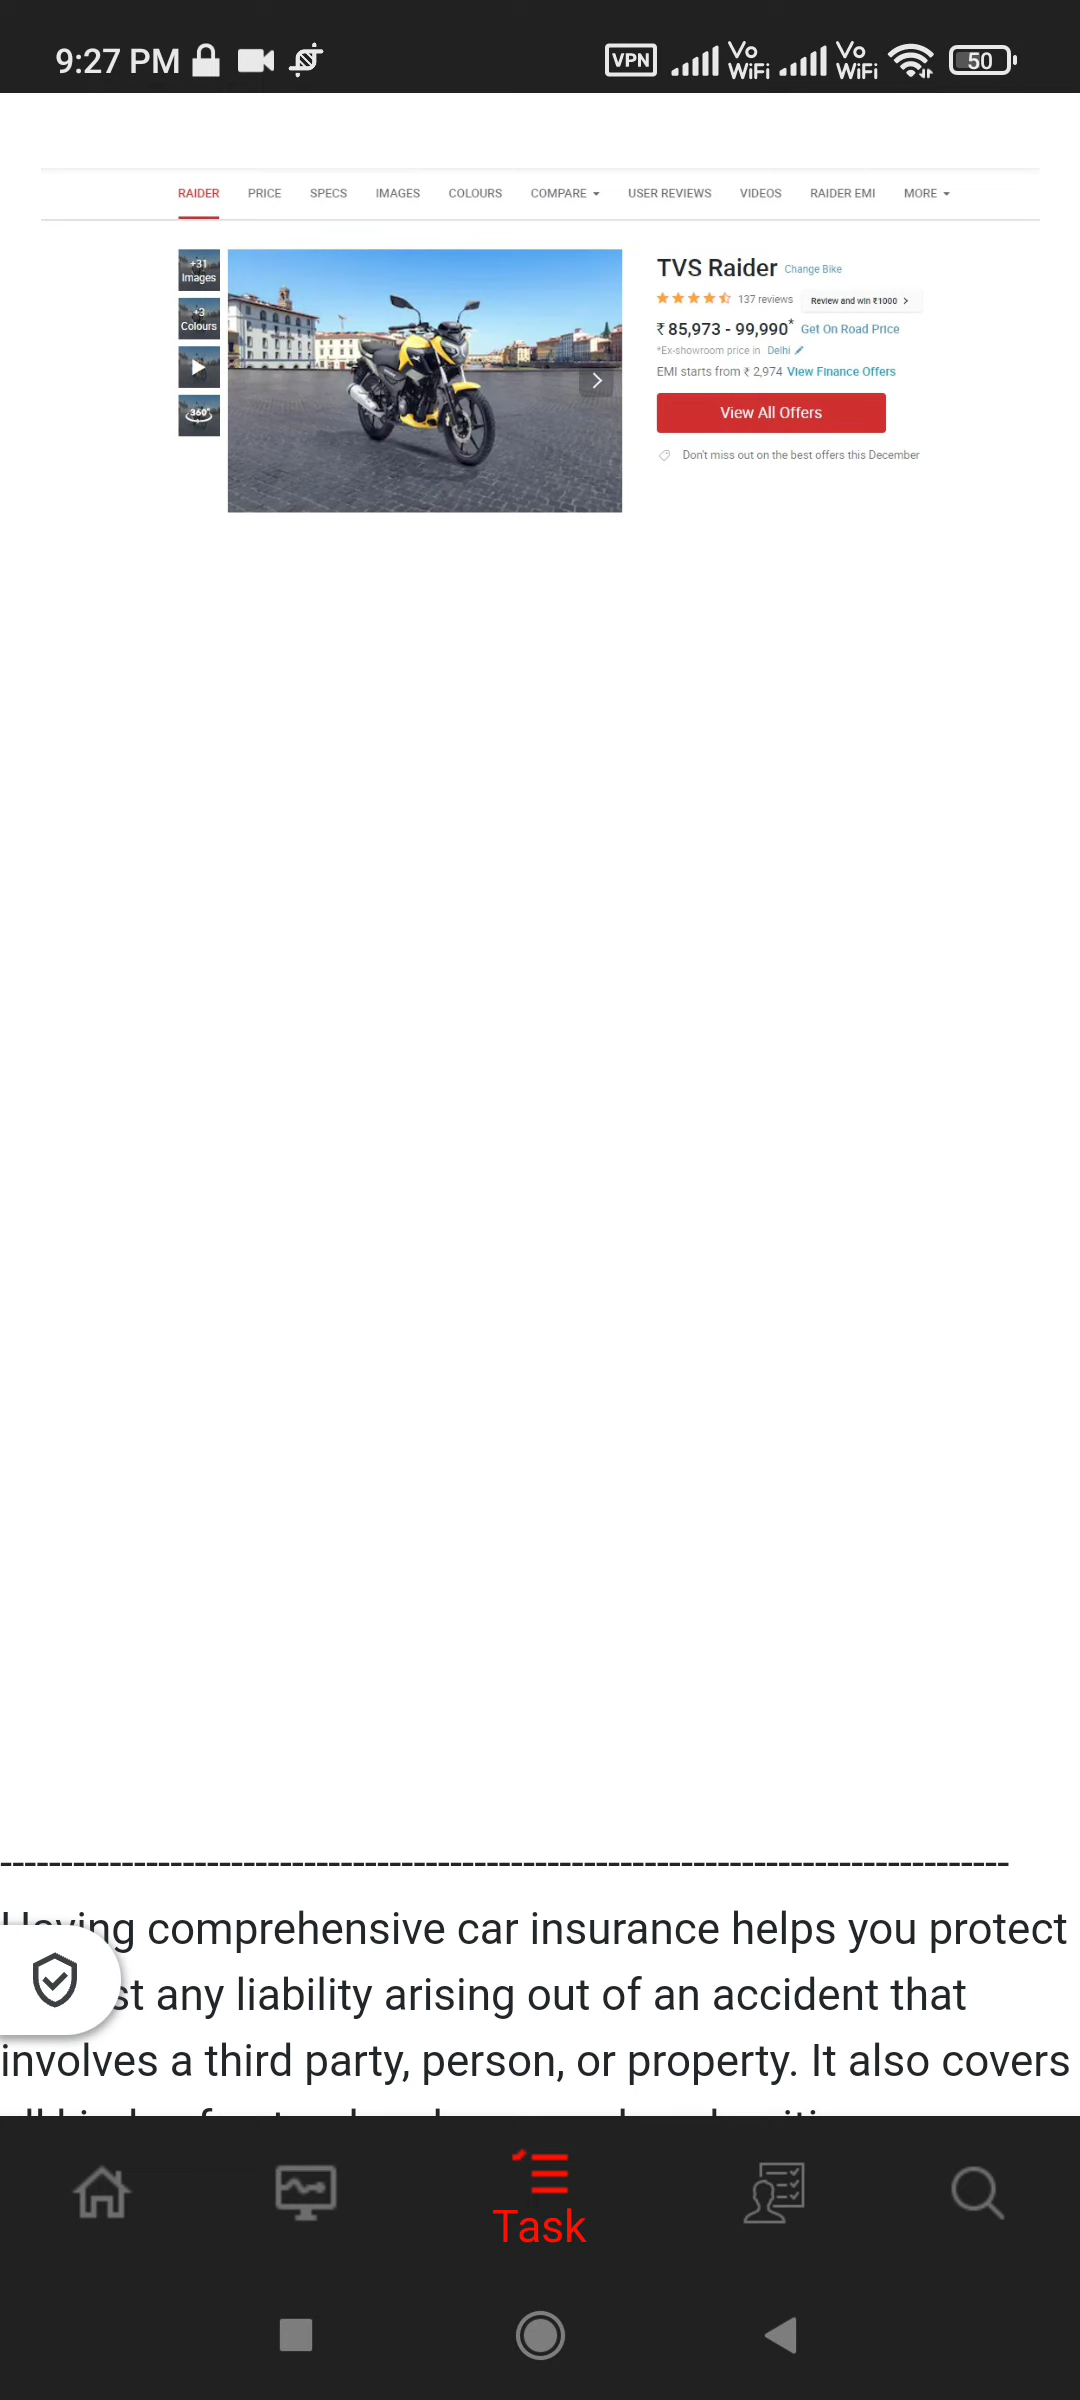 9:27 PM VPN Vo WiFi Vo WiFi 50
RAIDER PRICE SPECS IMAGES COLOURS COMPARE USER REVIEWS VIDEOS RAIDER EMI MORE
+31
Images
+3
Colours
360°
TVS Raider Change Bike
137 reviews Review and win ₹1000
₹ 85,973 - 99,990* Get On Road Price
*Ex-showroom price in Delhi
EMI starts from ₹ 2,974 View Finance Offers
View All Offers
Don't miss out on the best offers this December
-----------------------------------------------------------------------------------
Having comprehensive car insurance helps you protect
any liability arising out of an accident that
involves a third party, person, or property. It also covers
Task